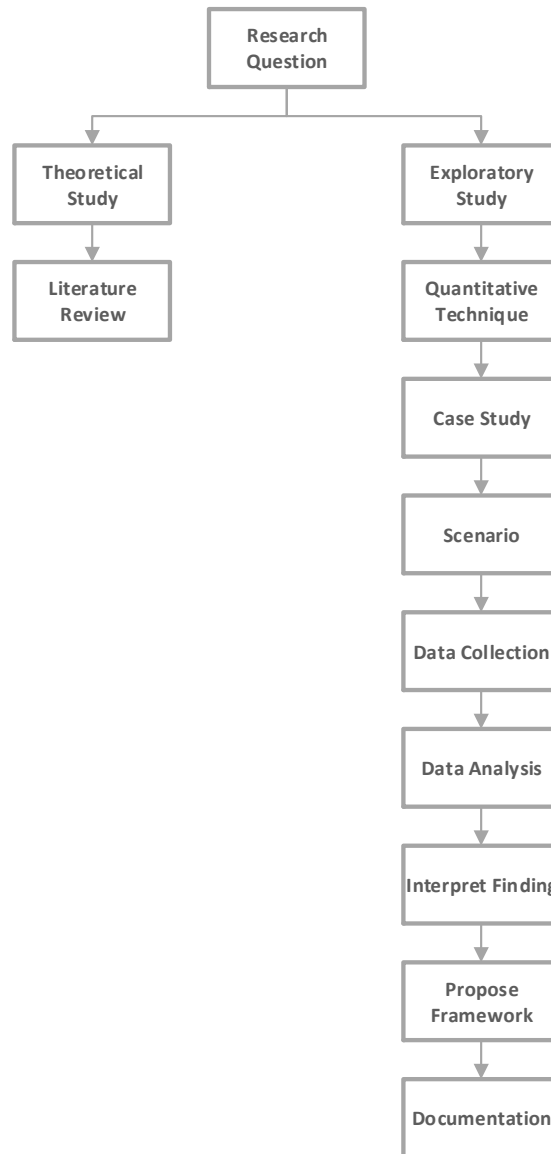 Research
Question
Theoretical
Study
Exploratory
Study
Literature
Review
Quantitative
Technique
Case Study
Scenario
Data Collection
Data Analysis
Interpret Finding
Propose
Framework
Documentation